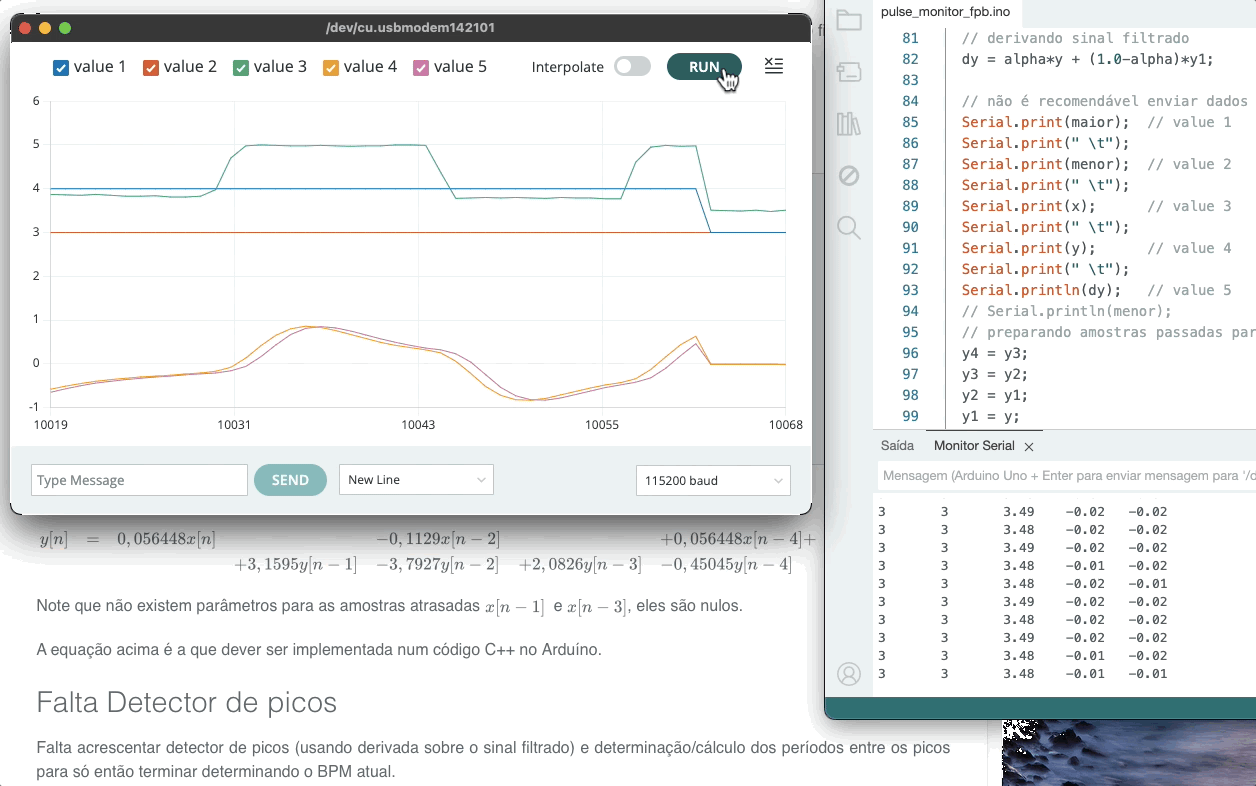 /dev/cu.usbmodem142101
value 1 value 2 value 3 value 4 value 5 Interpolate RUN
6
5
4
3
2
1
0
-1
10019 10031 10043 10055 10068
Type Message SEND New Line 115200 baud
y[n] = 0,056448x[n] −0,1129x[n − 2] +0,056448x[n − 4]+
+3,1595y[n − 1] −3,7927y[n − 2] +2,0826y[n − 3] −0,45045y[n − 4]
Note que não existem parâmetros para as amostras atrasadas x[n − 1] e x[n − 3], eles são nulos.
A equação acima é a que dever ser implementada num código C++ no Arduíno.
Falta Detector de picos
Falta acrescentar detector de picos (usando derivada sobre o sinal filtrado) e determinação/cálculo dos períodos entre os picos
para só então terminar determinando o BPM atual.
pulse_monitor_fpb.ino
81 // derivando sinal filtrado
82 dy = alpha*y + (1.0-alpha)*y1;
83
84 // não é recomendável enviar dados
85 Serial.print(maior); // value 1
86 Serial.print(" \t");
87 Serial.print(menor); // value 2
88 Serial.print(" \t");
89 Serial.print(x); // value 3
90 Serial.print(" \t");
91 Serial.print(y); // value 4
92 Serial.print(" \t");
93 Serial.println(dy); // value 5
94 // Serial.println(menor);
95 // preparando amostras passadas par
96 y4 = y3;
97 y3 = y2;
98 y2 = y1;
99 y1 = y;
Saída Monitor Serial
Mensagem (Arduino Uno + Enter para enviar mensagem para '/d
3 3 3.49 -0.02 -0.02
3 3 3.48 -0.02 -0.02
3 3 3.49 -0.02 -0.02
3 3 3.48 -0.01 -0.02
3 3 3.48 -0.02 -0.01
3 3 3.49 -0.02 -0.02
3 3 3.48 -0.02 -0.02
3 3 3.49 -0.02 -0.02
3 3 3.48 -0.01 -0.02
3 3 3.48 -0.01 -0.01